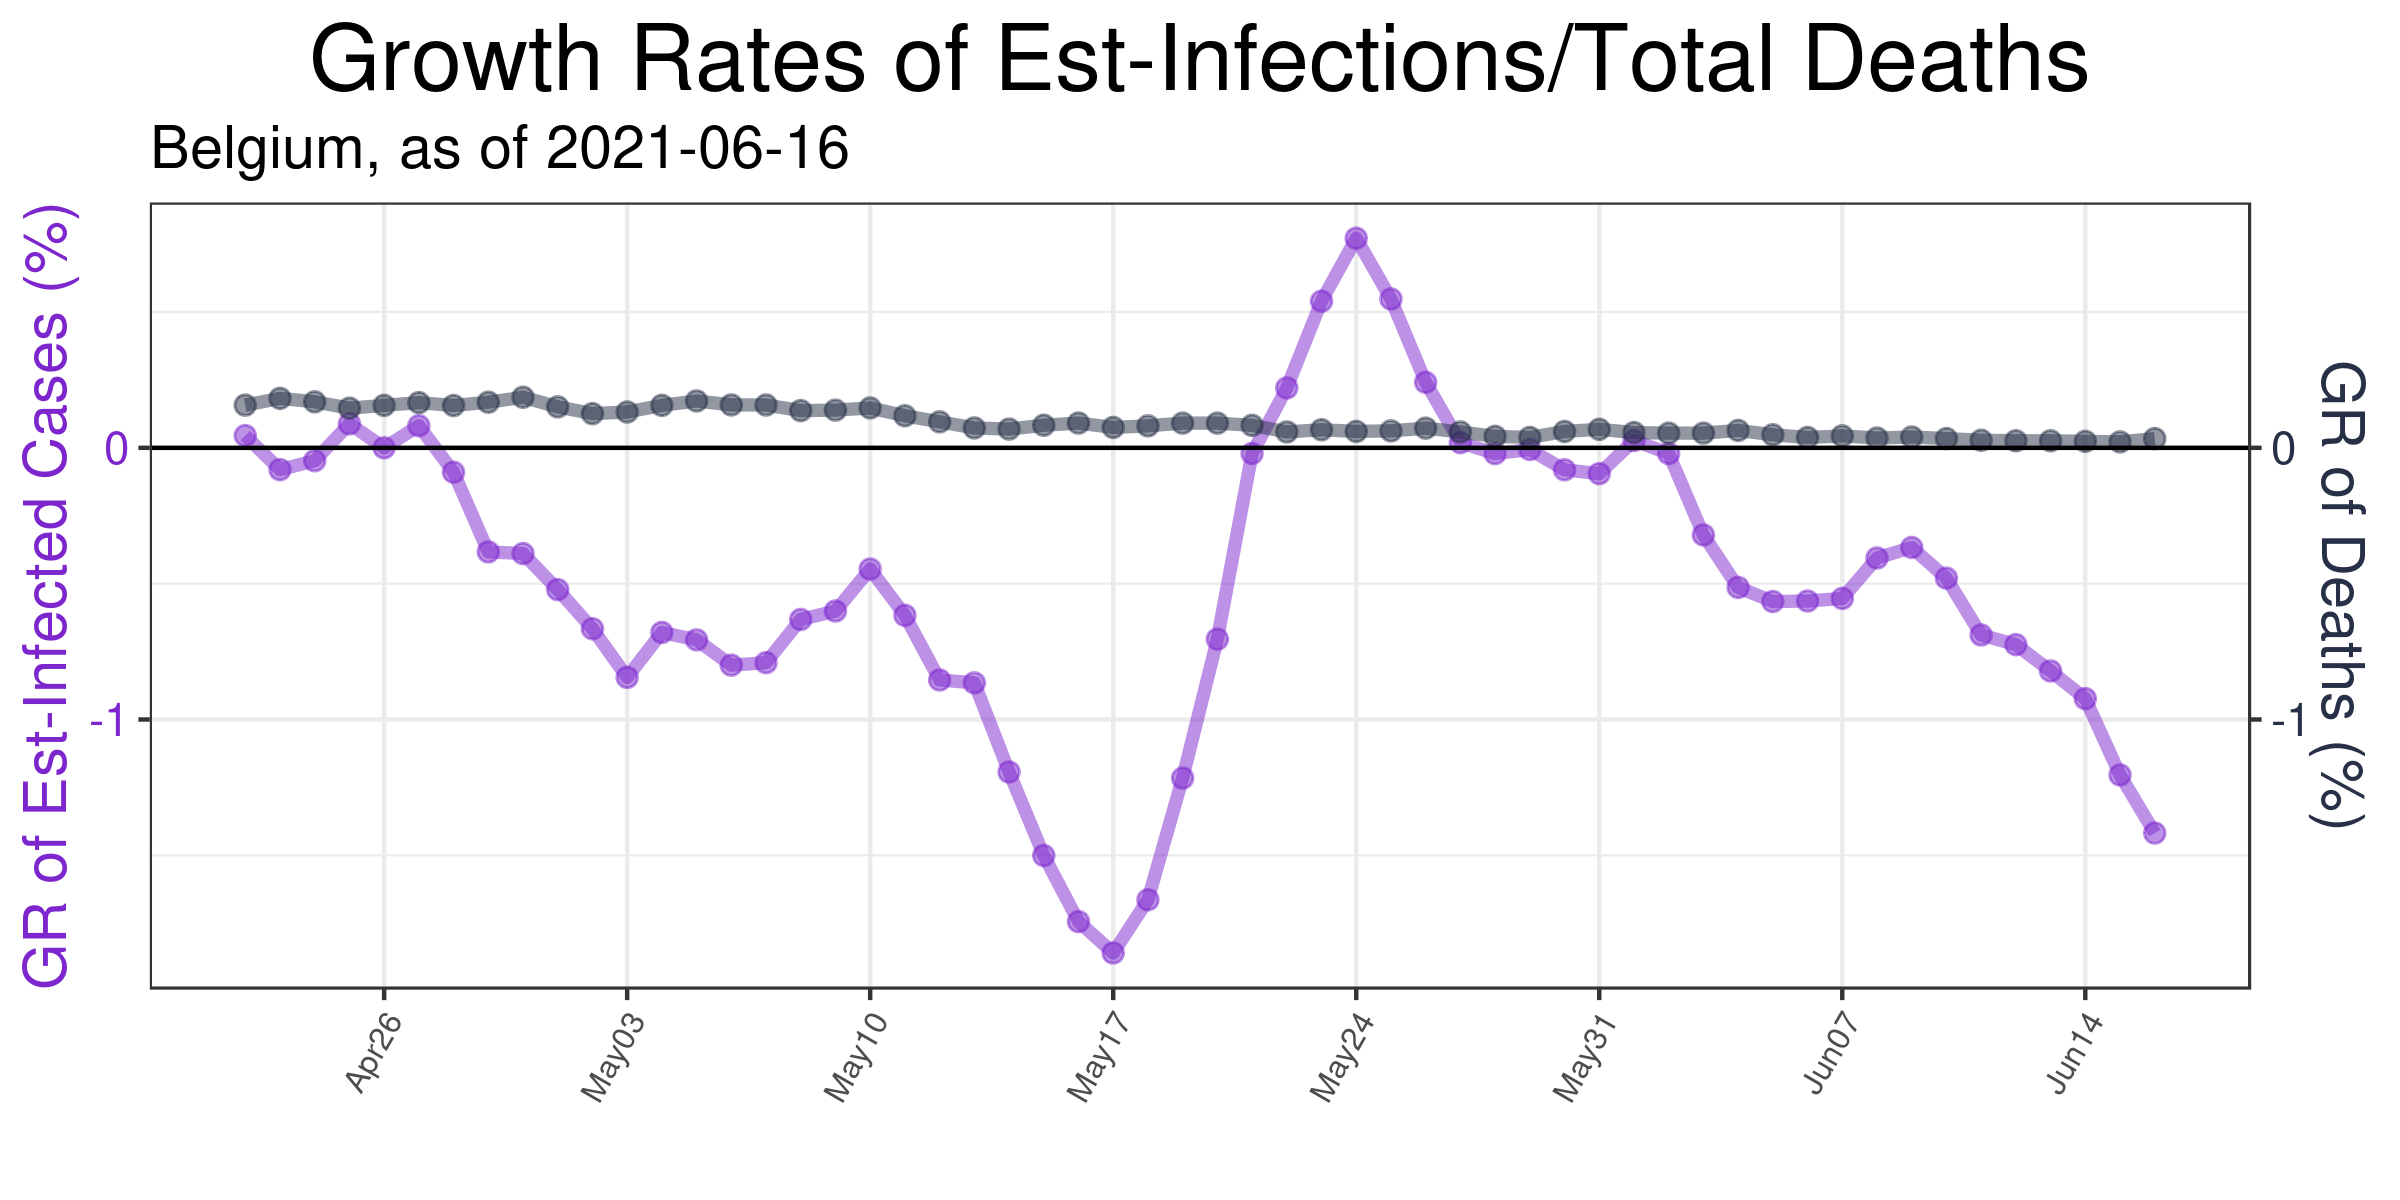 Growth Rates of Est-Infections/Total Deaths
Belgium, as of 2021-06-16
GR of Est-Infected Cases (%)
0
-1
0
-1
GR of Deaths (%)
Apr26
May03
May10
May17
May24
May31
Jun07
Jun14